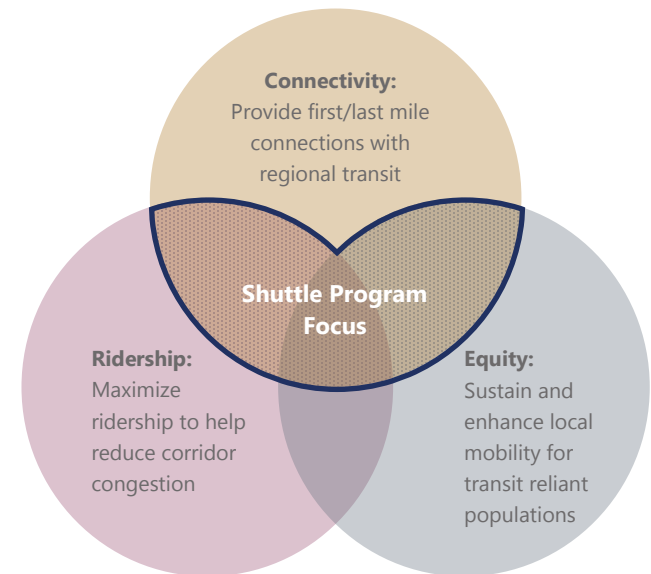 Connectivity:
Provide first/last mile
connections with
regional transit
Shuttle Program
Focus
Ridership:
Maximize
ridership to help
reduce corridor
congestion
Equity:
Sustain and
enhance local
mobility for
transit reliant
populations